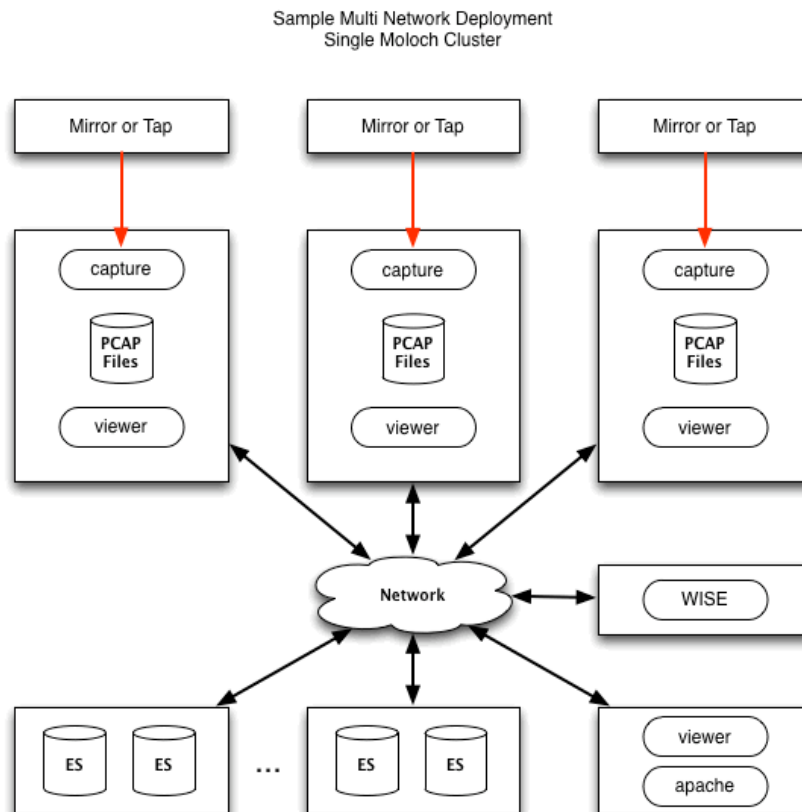 Sample Multi Network Deployment
Single Moloch Cluster
Mirror or Tap
Mirror or Tap
Mirror or Tap
capture
capture
capture
PCAP
Files
PCAP
Files
PCAP
Files
viewer
viewer
viewer
Network
WISE
ES
ES
...
ES
ES
viewer
apache